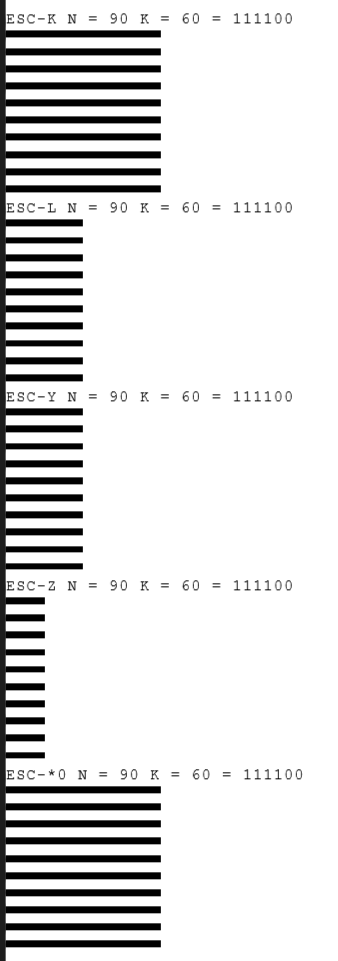 ESC-K N = 90 K = 60 = 111100
ESC-L N = 90 K = 60 = 111100
ESC-Y N = 90 K = 60 = 111100
ESC-Z N = 90 K = 60 = 111100
ESC-*0 N = 90 K = 60 = 111100